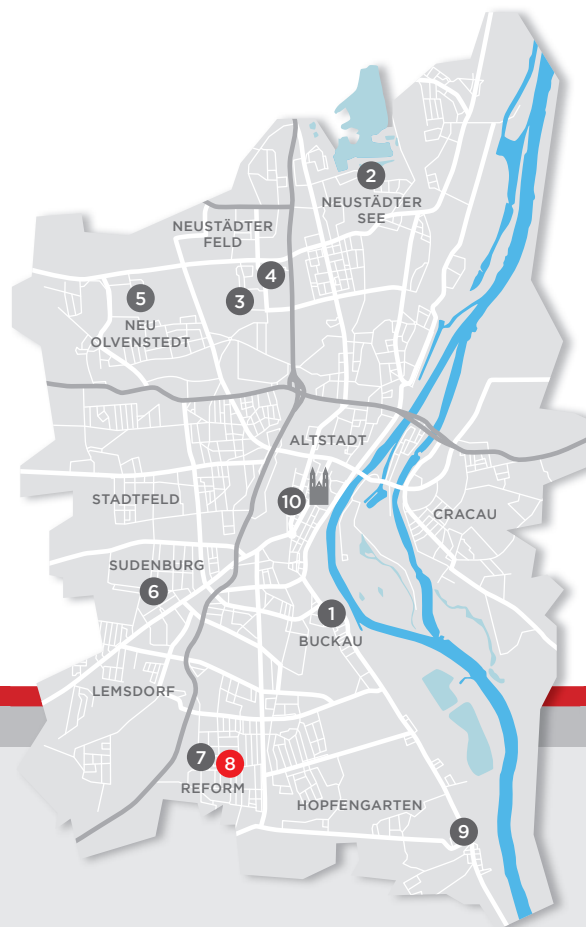 2
NEUSTÄDTER
SEE
NEUSTÄDTER
FELD
4
3
5
NEU
OLVENSTEDT
ALTSTADT
STADTFELD
10
CRACAU
SUDENBURG
6
1
BUCKAU
LEMSDORF
7
8
REFORM
HOPFENGARTEN
9